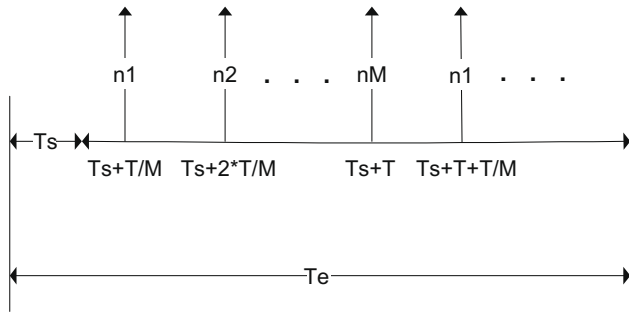 n1 n2 . . . nM n1 . . .
Ts
Ts+T/M Ts+2*T/M Ts+T Ts+T+T/M
Te